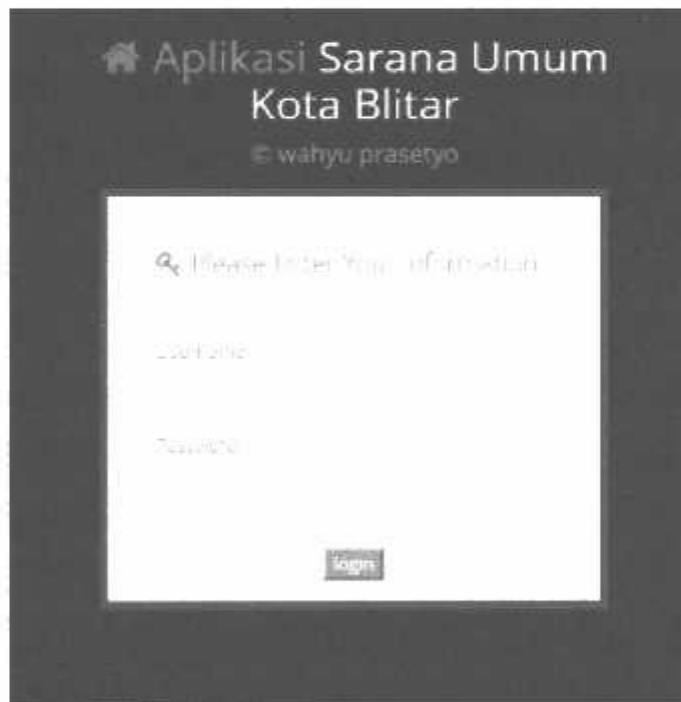 Aplikasi Sarana Umum
Kota Blitar
© wahyu prasetyo
Please Enter Your Information
Username
Password
login